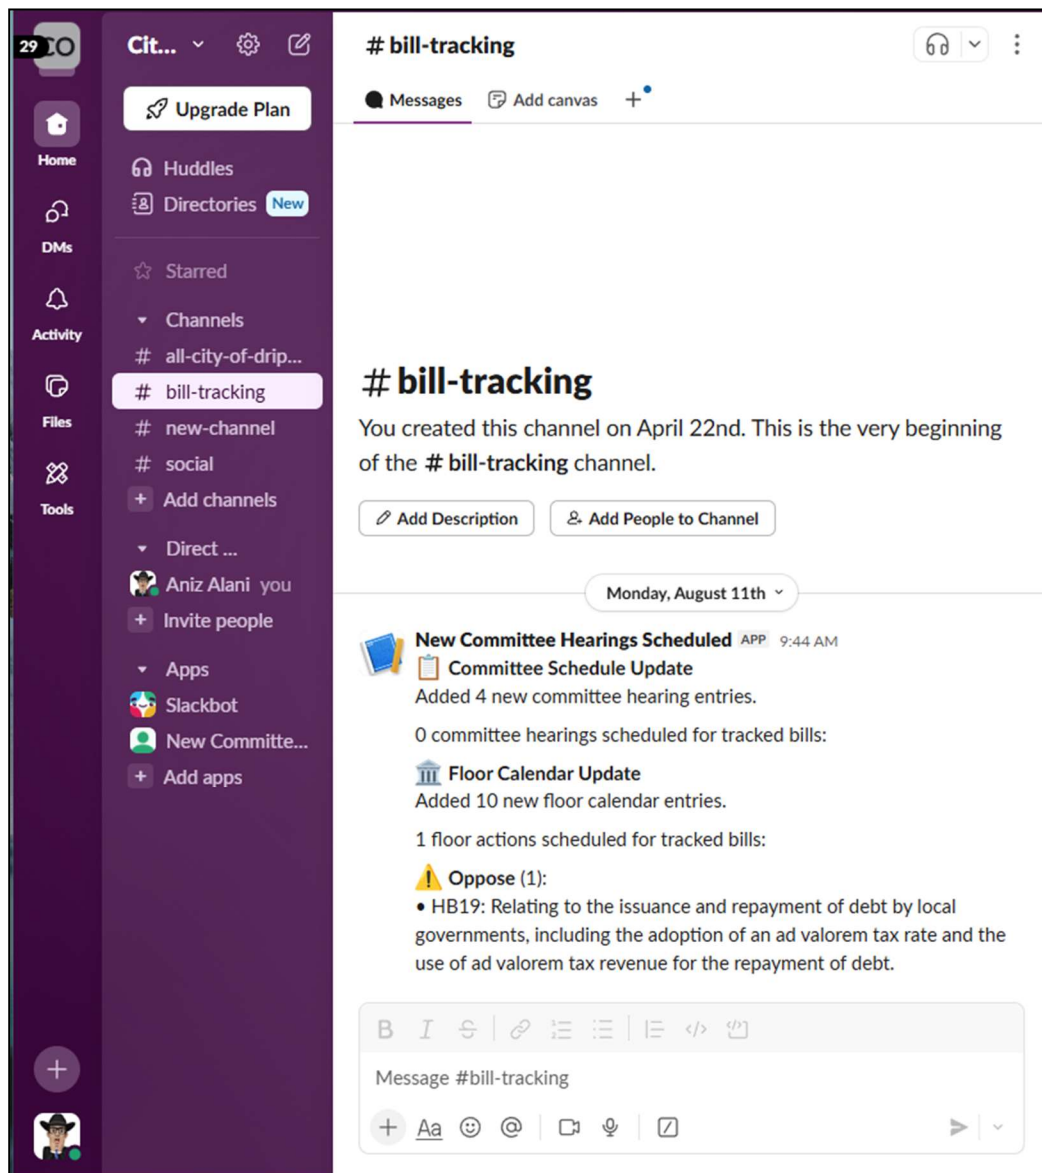 29 CO
Home
DMs
Activity
Files
Tools
Cit...
Upgrade Plan
Huddles
Directories New
Starred
Channels
# all-city-of-drip...
# bill-tracking
# new-channel
# social
+ Add channels
Direct ...
Aniz Alani you
+ Invite people
Apps
Slackbot
New Committe...
+ Add apps
# bill-tracking
Messages Add canvas +
# bill-tracking
You created this channel on April 22nd. This is the very beginning
of the # bill-tracking channel.
Add Description Add People to Channel
Monday, August 11th
New Committee Hearings Scheduled APP 9:44 AM
Committee Schedule Update
Added 4 new committee hearing entries.
0 committee hearings scheduled for tracked bills:
Floor Calendar Update
Added 10 new floor calendar entries.
1 floor actions scheduled for tracked bills:
Oppose (1):
• HB19: Relating to the issuance and repayment of debt by local
governments, including the adoption of an ad valorem tax rate and the
use of ad valorem tax revenue for the repayment of debt.
B I S </>
Message #bill-tracking
+ Aa @